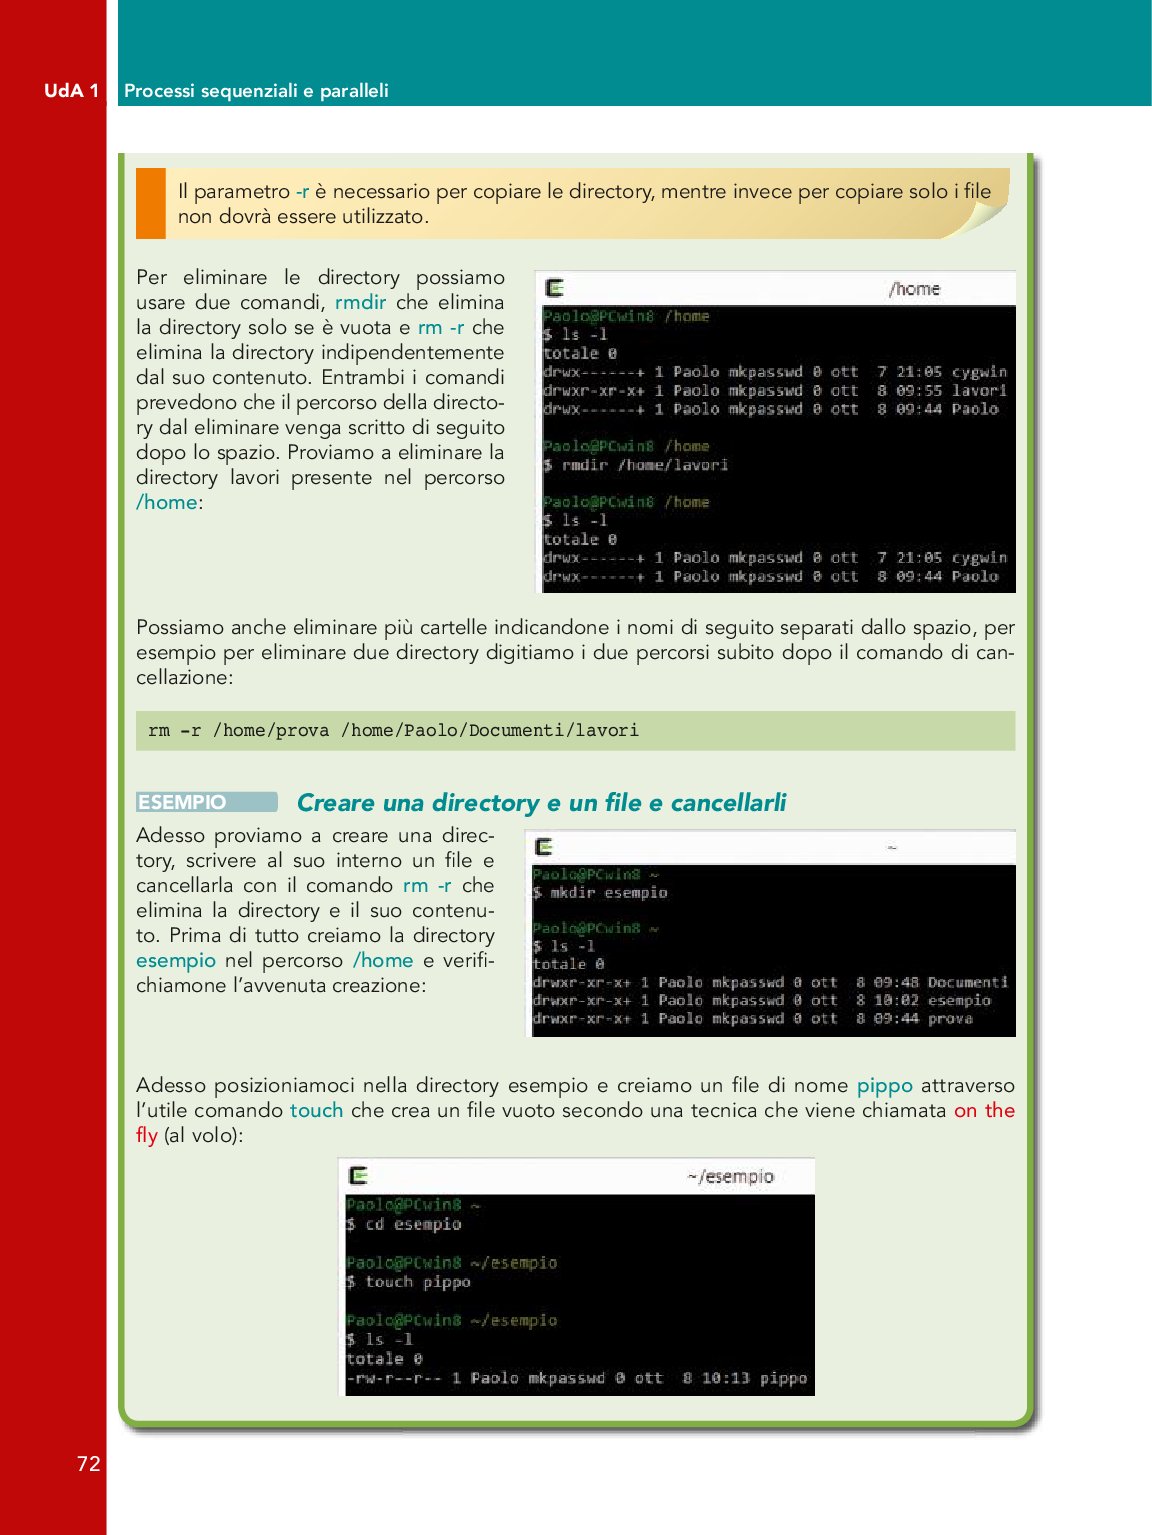 UdA 1 Processi sequenziali e paralleli
Il parametro -r è necessario per copiare le directory, mentre invece per copiare solo i file
non dovrà essere utilizzato.
Per eliminare le directory possiamo
usare due comandi, rmdir che elimina
la directory solo se è vuota e rm -r che
elimina la directory indipendentemente
dal suo contenuto. Entrambi i comandi
prevedono che il percorso della directo-
ry dal eliminare venga scritto di seguito
dopo lo spazio. Proviamo a eliminare la
directory lavori presente nel percorso
/home:
/home
Paolo@PCwin8 /home
$ ls -l
totale 0
drwx------+ 1 Paolo mkpasswd 0 ott  7 21:05 cygwin
drwxr-xr-x+ 1 Paolo mkpasswd 0 ott  8 09:55 lavori
drwx------+ 1 Paolo mkpasswd 0 ott  8 09:44 Paolo
Paolo@PCwin8 /home
$ rmdir /home/lavori
Paolo@PCwin8 /home
$ ls -l
totale 0
drwx------+ 1 Paolo mkpasswd 0 ott  7 21:05 cygwin
drwx------+ 1 Paolo mkpasswd 0 ott  8 09:44 Paolo
Possiamo anche eliminare più cartelle indicandone i nomi di seguito separati dallo spazio, per
esempio per eliminare due directory digitiamo i due percorsi subito dopo il comando di can-
cellazione:
rm –r /home/prova /home/Paolo/Documenti/lavori
ESEMPIO Creare una directory e un file e cancellarli
Adesso proviamo a creare una direc-
tory, scrivere al suo interno un file e
cancellarla con il comando rm -r che
elimina la directory e il suo contenu-
to. Prima di tutto creiamo la directory
esempio nel percorso /home e verifi-
chiamone l’avvenuta creazione:
~
Paolo@PCwin8 ~
$ mkdir esempio
Paolo@PCwin8 ~
$ ls -l
totale 0
drwxr-xr-x+ 1 Paolo mkpasswd 0 ott  8 09:48 Documenti
drwxr-xr-x+ 1 Paolo mkpasswd 0 ott  8 10:02 esempio
drwxr-xr-x+ 1 Paolo mkpasswd 0 ott  8 09:44 prova
Adesso posizioniamoci nella directory esempio e creiamo un file di nome pippo attraverso
l’utile comando touch che crea un file vuoto secondo una tecnica che viene chiamata on the
fly (al volo):
~/esempio
Paolo@PCwin8 ~
$ cd esempio
Paolo@PCwin8 ~/esempio
$ touch pippo
Paolo@PCwin8 ~/esempio
$ ls -l
totale 0
-rw-r--r-- 1 Paolo mkpasswd 0 ott  8 10:13 pippo
72